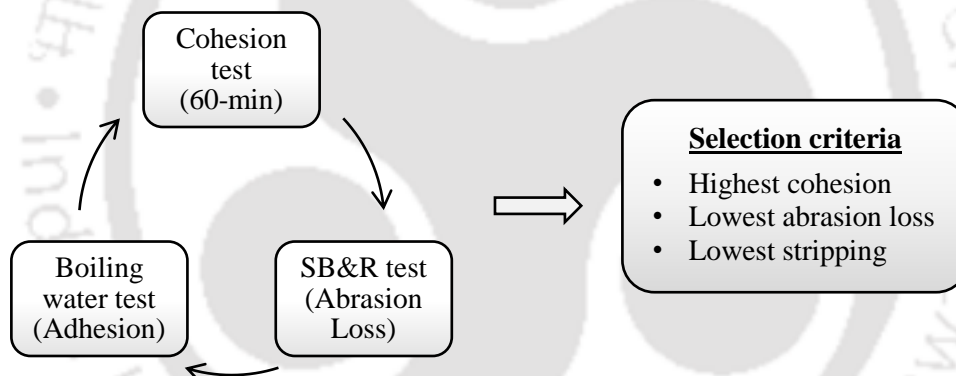 Cohesion
test
(60-min)
Boiling
water test
(Adhesion)
SB&R test
(Abrasion
Loss)
Selection criteria
• Highest cohesion
• Lowest abrasion loss
• Lowest stripping